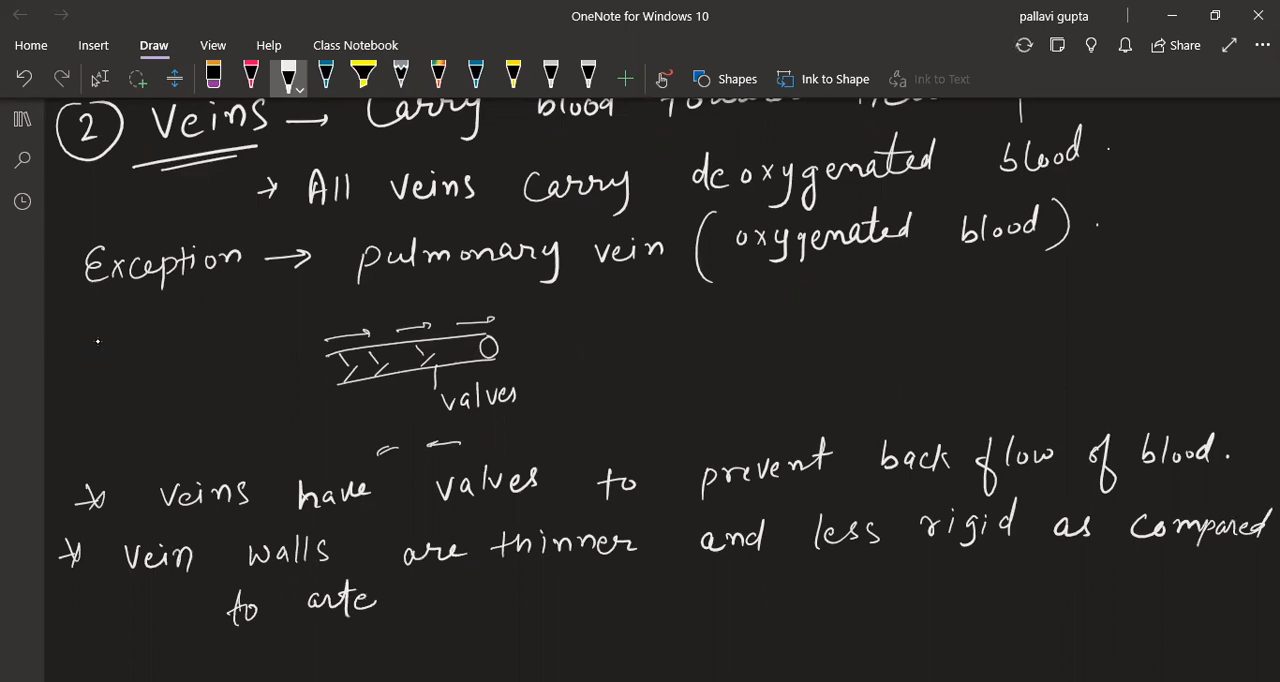 OneNote for Windows 10
pallavi gupta
Home Insert Draw View Help Class Notebook
Share
Shapes Ink to Shape Ink to Text
2 Veins → Carry blood
→ All veins carry deoxygenated blood.
Exception → pulmonary vein (oxygenated blood).
valves
veins have valves to prevent back flow of blood.
vein walls are thinner and less rigid as compared
to arte